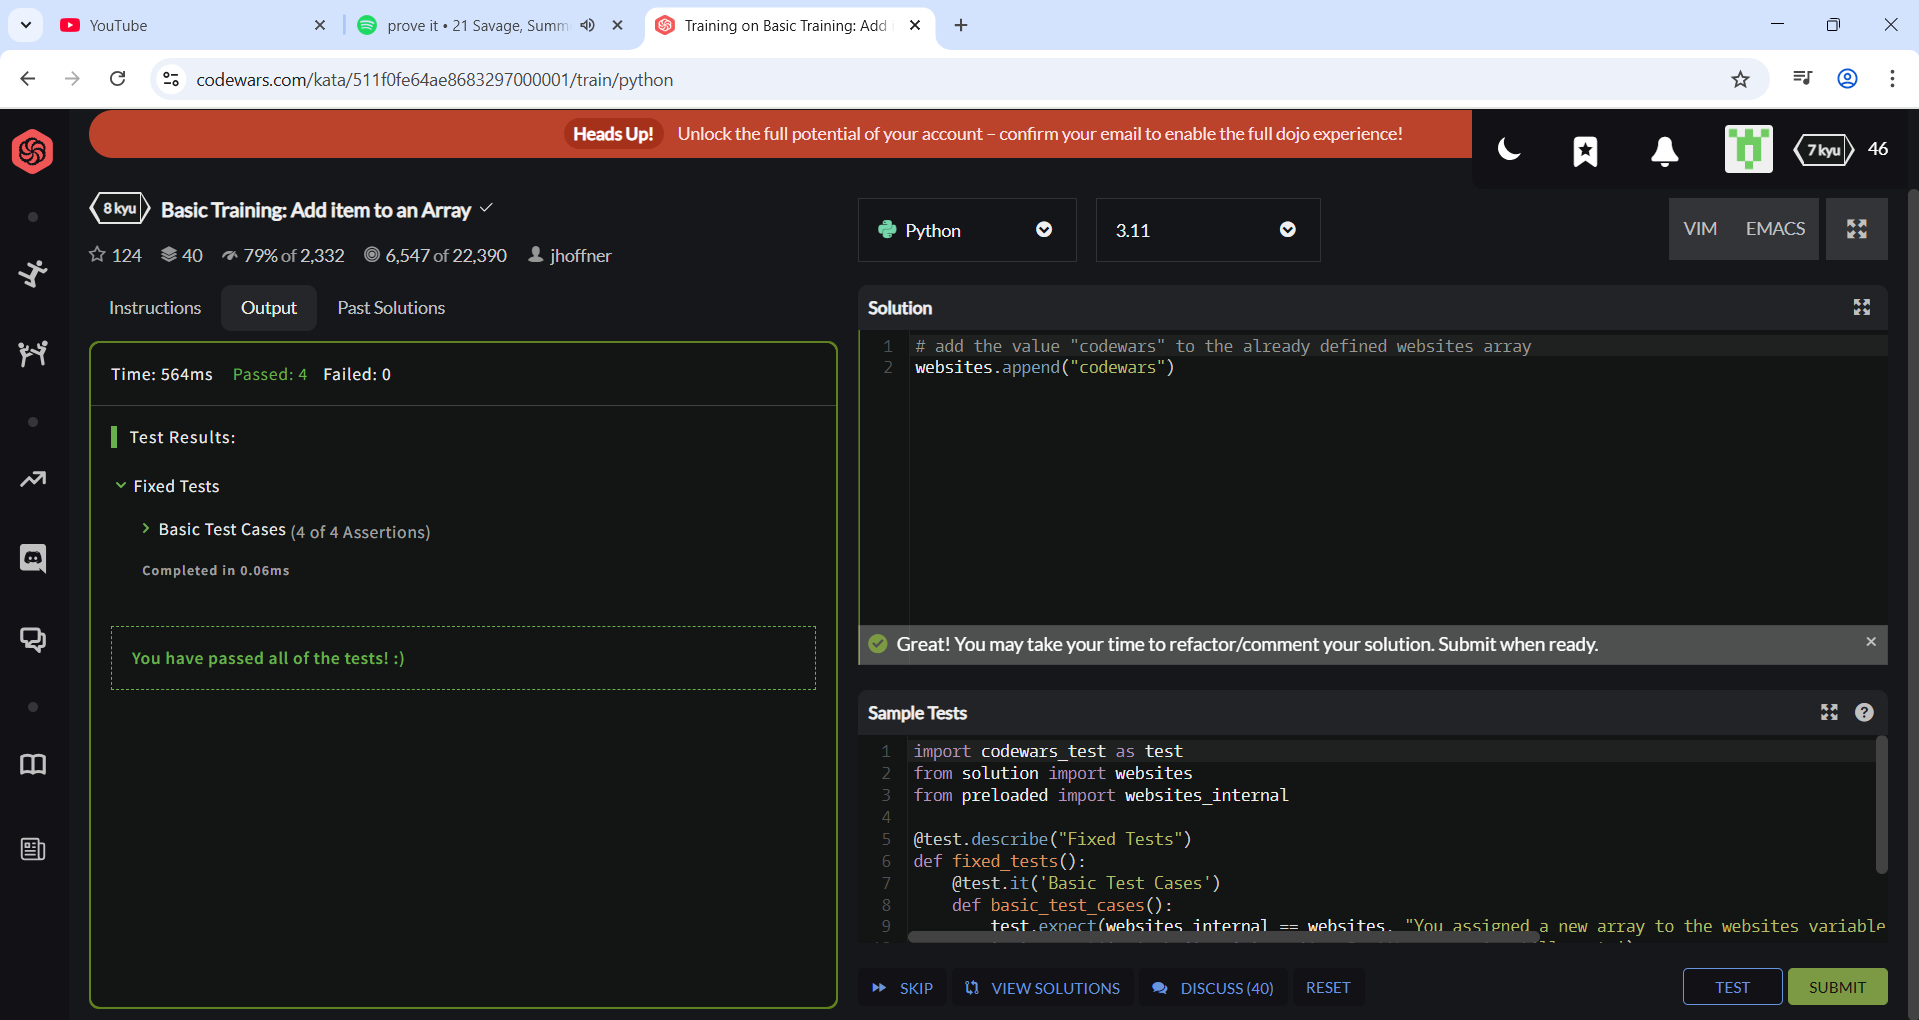 YouTube
prove it • 21 Savage, Summ
Training on Basic Training: Add
codewars.com/kata/511f0fe64ae8683297000001/train/python
Heads Up! Unlock the full potential of your account – confirm your email to enable the full dojo experience!
7 kyu 46
8 kyu Basic Training: Add item to an Array
124 40 79% of 2,332 6,547 of 22,390 jhoffner
Python
3.11
VIM EMACS
Instructions Output Past Solutions
Time: 564ms Passed: 4 Failed: 0
Test Results:
Fixed Tests
Basic Test Cases (4 of 4 Assertions)
Completed in 0.06ms
You have passed all of the tests! :)
Solution
1 # add the value "codewars" to the already defined websites array
2 websites.append("codewars")
Great! You may take your time to refactor/comment your solution. Submit when ready.
Sample Tests
1 import codewars_test as test
2 from solution import websites
3 from preloaded import websites_internal
4
5 @test.describe("Fixed Tests")
6 def fixed_tests():
7 @test.it('Basic Test Cases')
8 def basic_test_cases():
9 test.expect(websites_internal == websites, "You assigned a new array to the websites variable
SKIP VIEW SOLUTIONS DISCUSS (40) RESET TEST SUBMIT